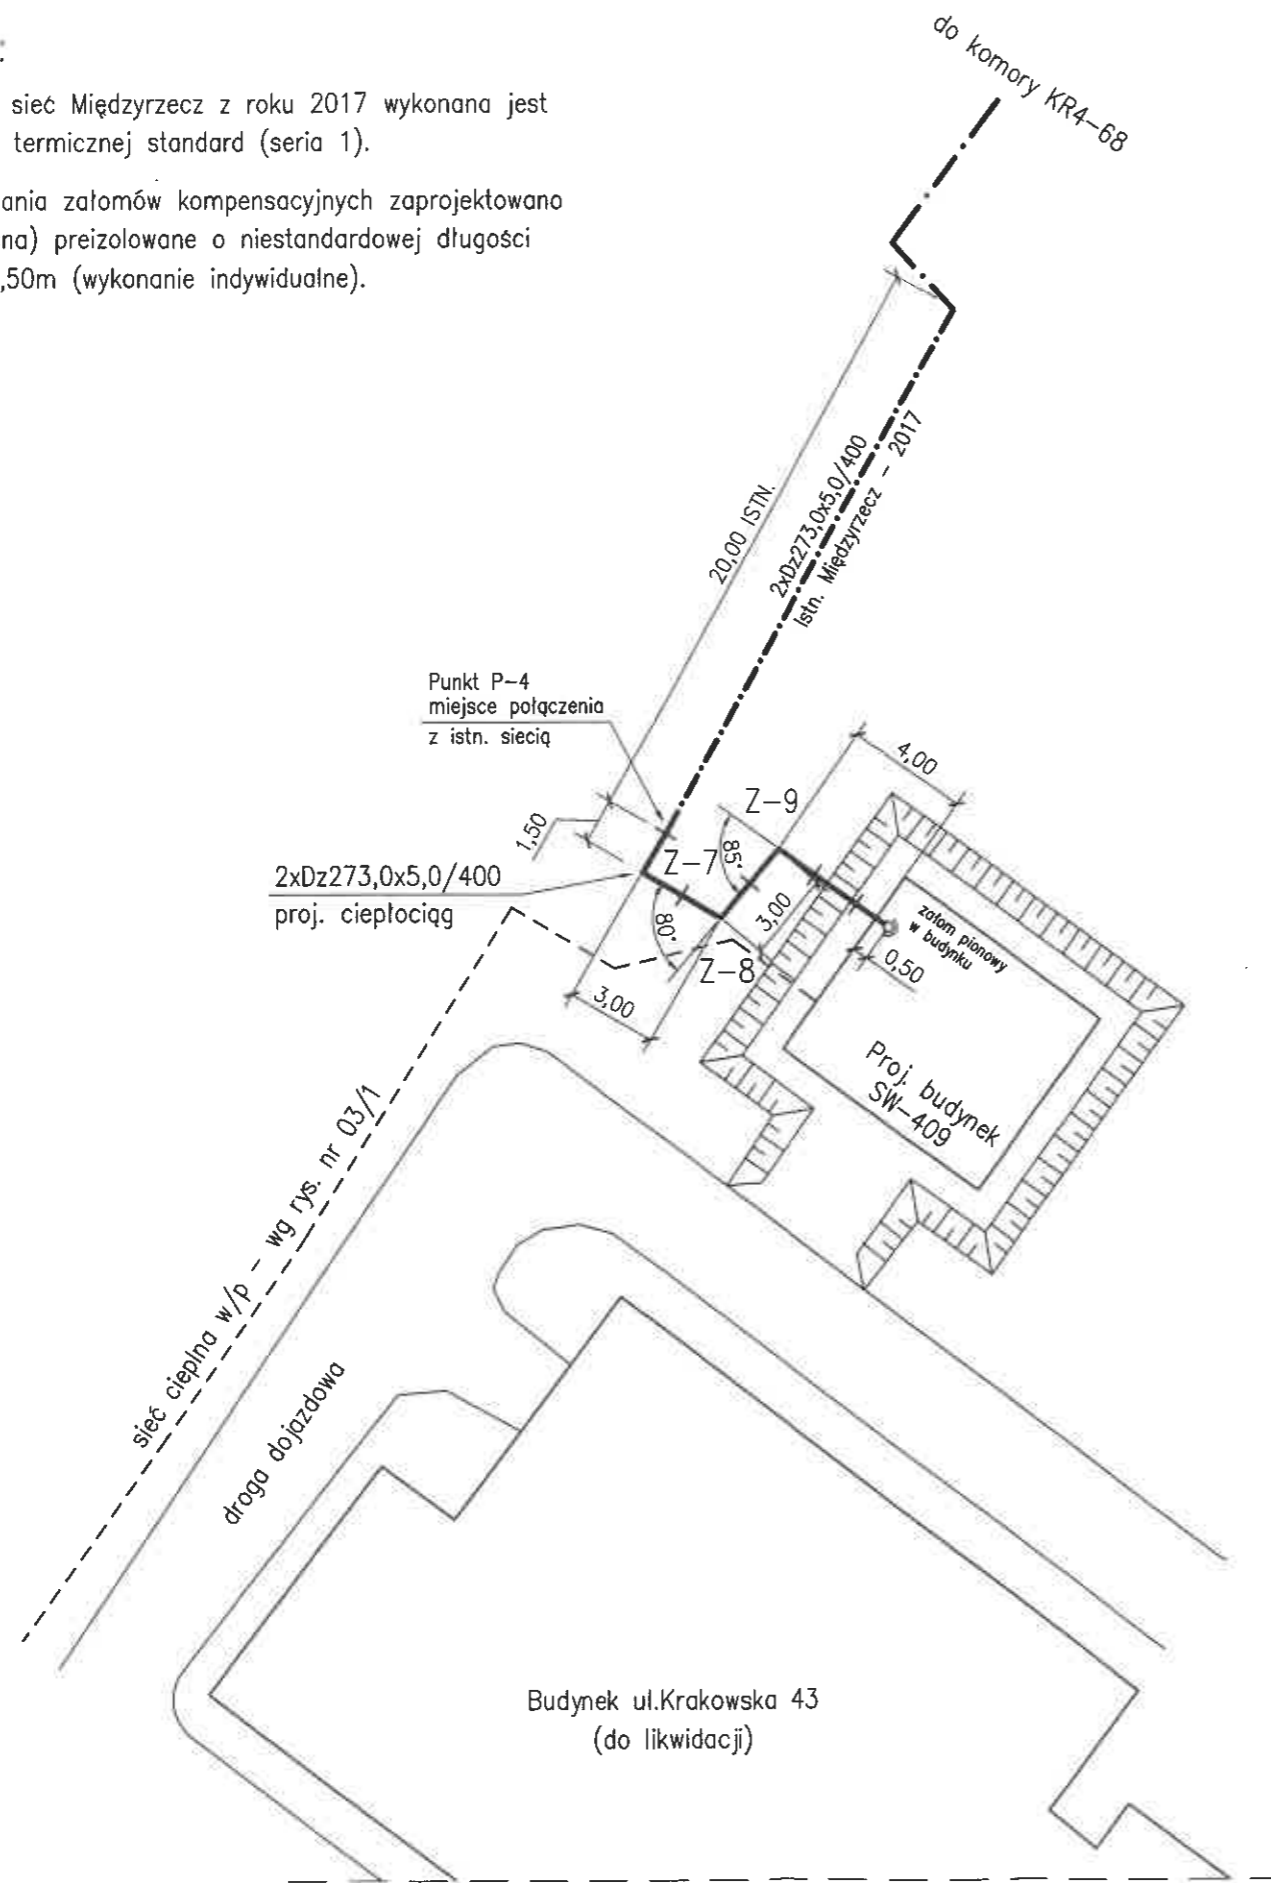 :
sieć Międzyrzecz z roku 2017 wykonana jest
termicznej standard (seria 1).
ania załomów kompensacyjnych zaprojektowano
na) preizolowane o niestandardowej długości
,50m (wykonanie indywidualne).
do komory KR4-68
20,00 ISTN.
2xDz273,0x5,0/400
Istn. Międzyrzecz - 2017
Punkt P-4
miejsce połączenia
z istn. siecią
4,00
Z-9
1,50
85°
Z-7
2xDz273,0x5,0/400
proj. ciepłociąg
3,00
80°
załom pionowy
w budynku
Z-8
0,50
3,00
Proj. budynek
SW-409
sieć cieplna w/p - wg rys. nr 03/1
droga dojazdowa
Budynek ul.Krakowska 43
(do likwidacji)